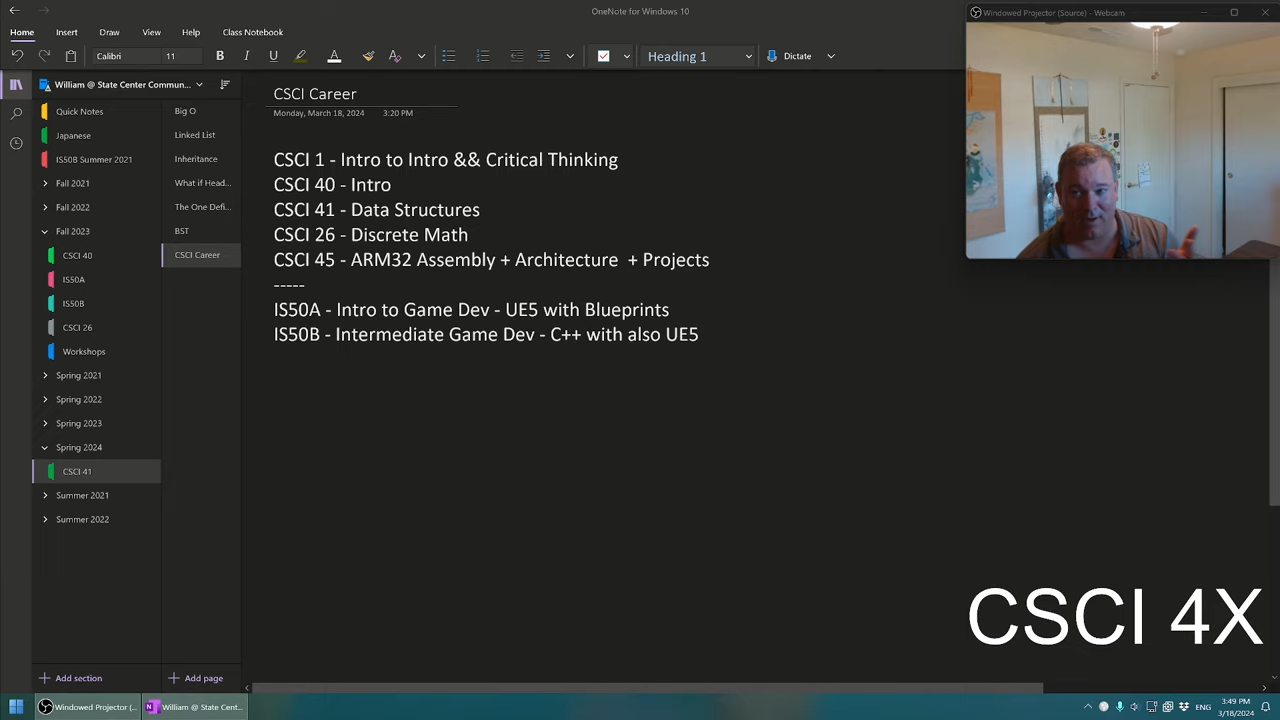 OneNote for Windows 10
Windowed Projector (Source) - Webcam
Home
Insert
Draw
View
Help
Class Notebook
Calibri
11
B
I
U
A
Heading 1
Dictate
William @ State Center Commun...
Quick Notes
Japanese
IS50B Summer 2021
Fall 2021
Fall 2022
Fall 2023
CSCI 40
IS50A
IS50B
CSCI 26
Workshops
Spring 2021
Spring 2022
Spring 2023
Spring 2024
CSCI 41
Summer 2021
Summer 2022
Add section
Big O
Linked List
Inheritance
What if Head...
The One Defi...
BST
CSCI Career
Add page
CSCI Career
Monday, March 18, 2024 3:20 PM
CSCI 1 - Intro to Intro && Critical Thinking
CSCI 40 - Intro
CSCI 41 - Data Structures
CSCI 26 - Discrete Math
CSCI 45 - ARM32 Assembly + Architecture + Projects
-----
IS50A - Intro to Game Dev - UE5 with Blueprints
IS50B - Intermediate Game Dev - C++ with also UE5
CSCI 4X
Windowed Projector (...
William @ State Cent...
ENG
3:49 PM
3/18/2024